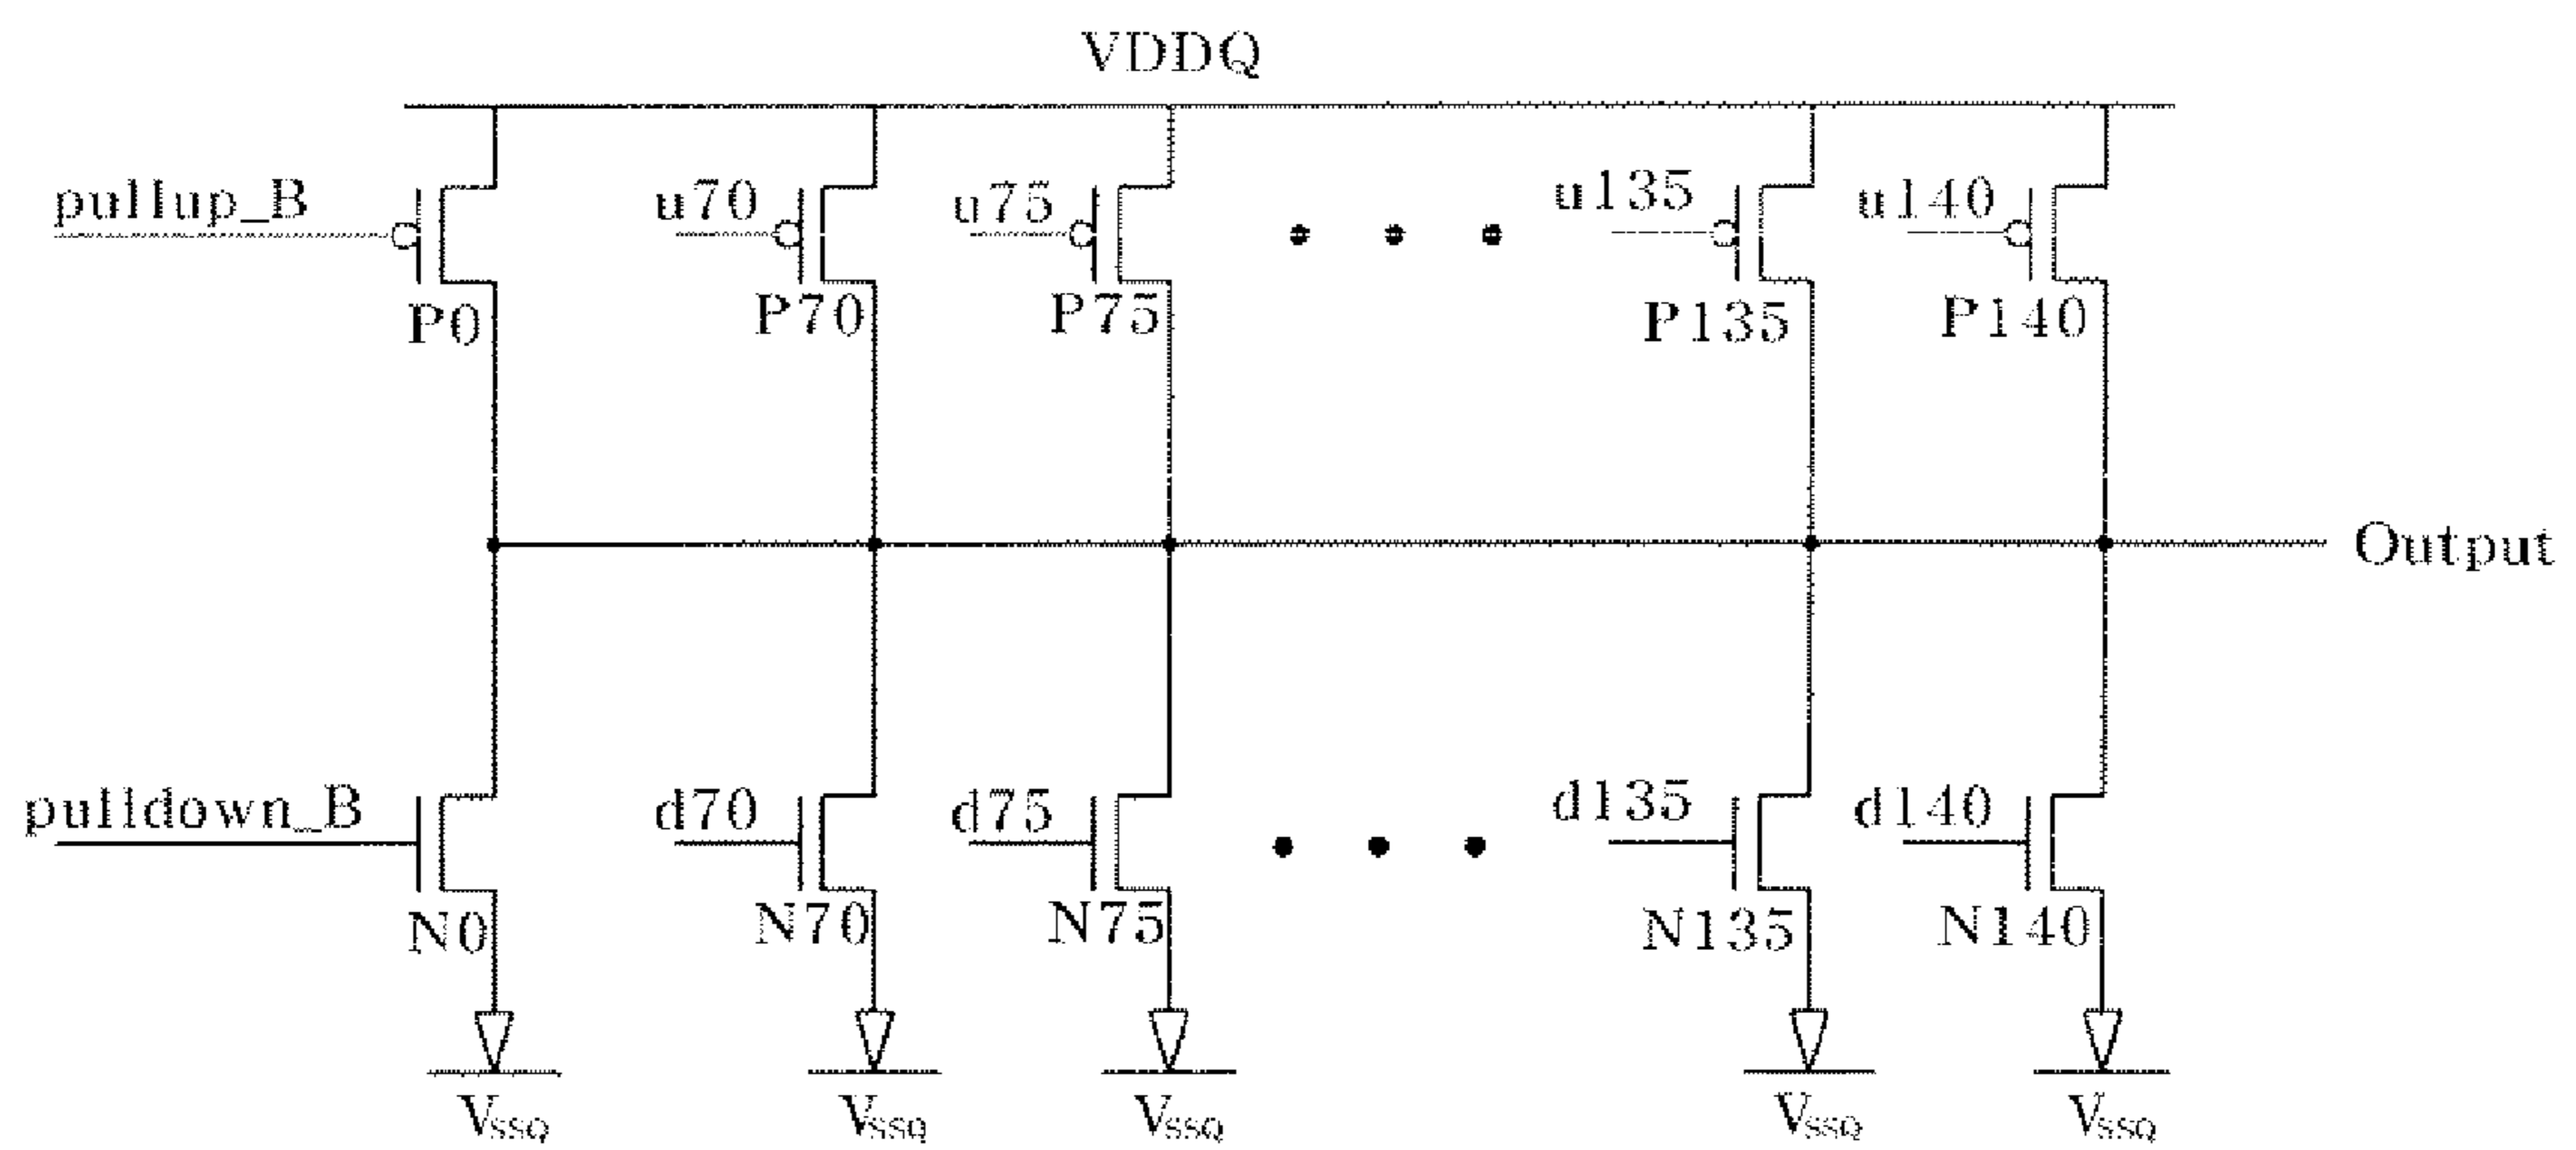 VDDQ
pullup_B
u70
u75
u135
u140
P0
P70
P75
P135
P140
Output
pulldown_B
d70
d75
d135
d140
N0
N70
N75
N135
N140
VSSQ
VSSQ
VSSQ
VSSQ
VSSQ